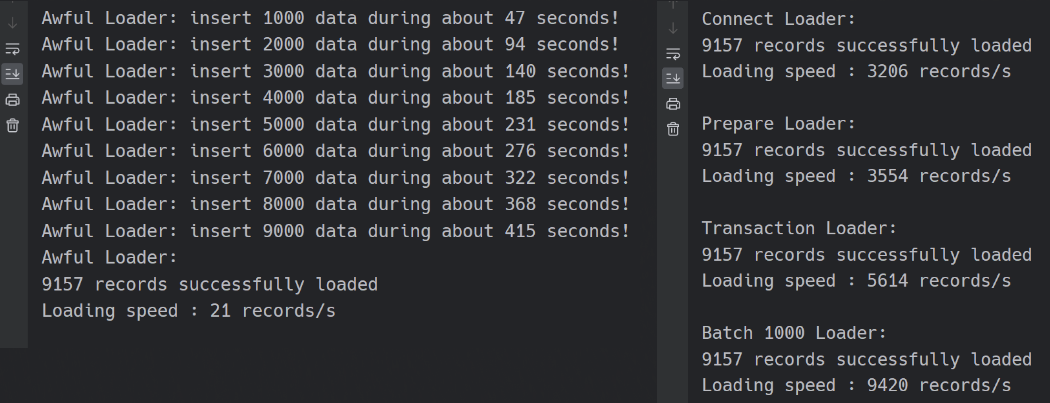 Awful Loader: insert 1000 data during about 47 seconds!
Awful Loader: insert 2000 data during about 94 seconds!
Awful Loader: insert 3000 data during about 140 seconds!
Awful Loader: insert 4000 data during about 185 seconds!
Awful Loader: insert 5000 data during about 231 seconds!
Awful Loader: insert 6000 data during about 276 seconds!
Awful Loader: insert 7000 data during about 322 seconds!
Awful Loader: insert 8000 data during about 368 seconds!
Awful Loader: insert 9000 data during about 415 seconds!
Awful Loader:
9157 records successfully loaded
Loading speed : 21 records/s
Connect Loader:
9157 records successfully loaded
Loading speed : 3206 records/s
Prepare Loader:
9157 records successfully loaded
Loading speed : 3554 records/s
Transaction Loader:
9157 records successfully loaded
Loading speed : 5614 records/s
Batch 1000 Loader:
9157 records successfully loaded
Loading speed : 9420 records/s